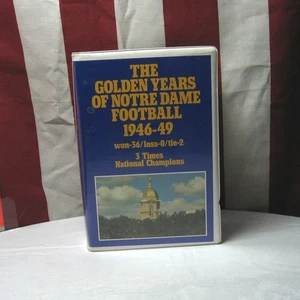 THE
GOLDEN YEARS
OF NOTRE DAME
FOOTBALL
1946-49
won-36/loss-0/tie-2
3 Times
National Champions